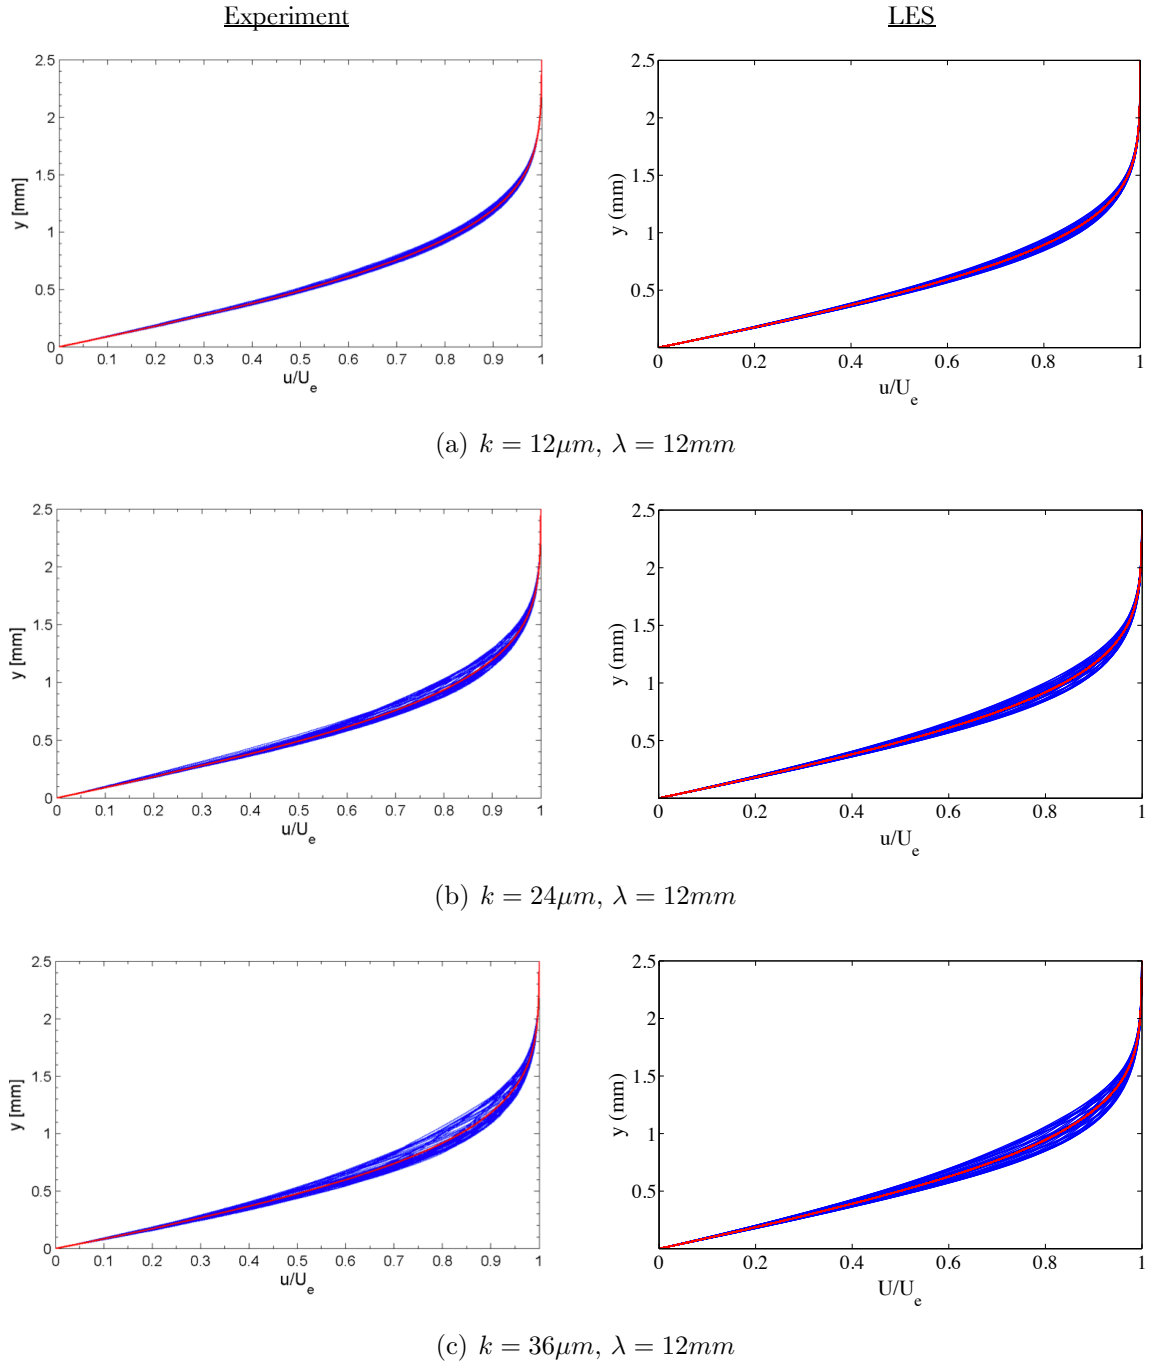 Experiment LES
2.5
2
1.5
1
0.5
0
y [mm]
0 0.1 0.2 0.3 0.4 0.5 0.6 0.7 0.8 0.9 1
u/U_e
2.5
2
1.5
1
0.5
y (mm)
0 0.2 0.4 0.6 0.8 1
u/U_e
(a) k = 12μm, λ = 12mm
2.5
2
1.5
1
0.5
0
y [mm]
0 0.1 0.2 0.3 0.4 0.5 0.6 0.7 0.8 0.9 1
u/U_e
2.5
2
1.5
1
0.5
y (mm)
0 0.2 0.4 0.6 0.8 1
u/U_e
(b) k = 24μm, λ = 12mm
2.5
2
1.5
1
0.5
0
y [mm]
0 0.1 0.2 0.3 0.4 0.5 0.6 0.7 0.8 0.9 1
u/U_e
2.5
2
1.5
1
0.5
y (mm)
0 0.2 0.4 0.6 0.8 1
U/U_e
(c) k = 36μm, λ = 12mm